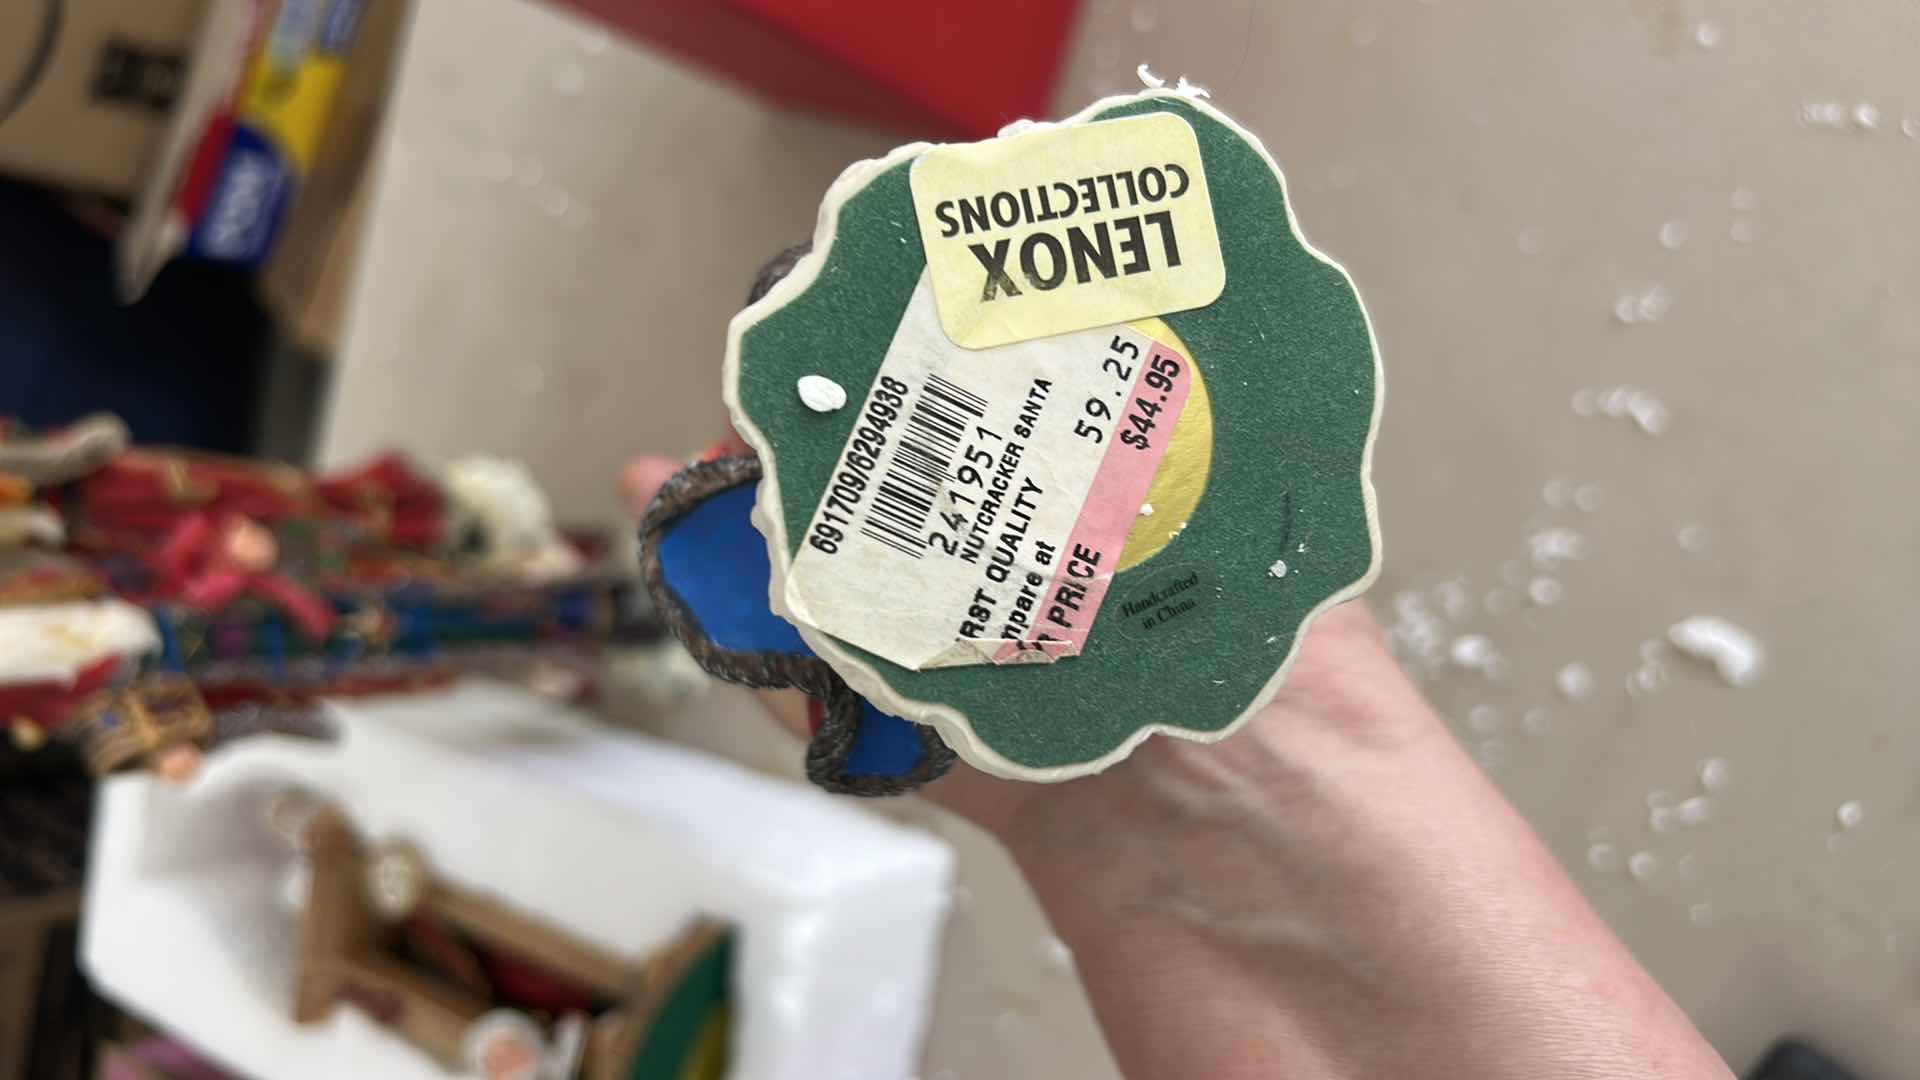 LENOX
COLLECTIONS
691709/6294938
241951
NUTCRACKER SANTA
RST QUALITY
mpare at
59.25
R PRICE
$44.95
Handcrafted
in China